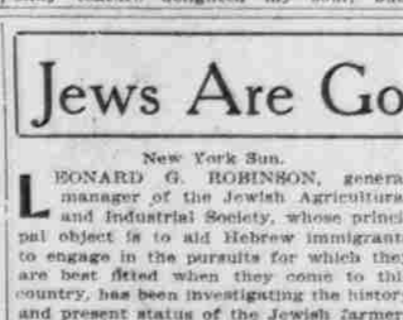 Jews Are Go
New York Sun.
LEONARD G. ROBINSON, genera
manager of the Jewish Agricultura
and Industrial Society, whose princi
pal object is to aid Hebrew immigrant
to engage in the pursuits for which the
are best fitted when they come to thi
country, has been investigating the histor
and present status of the Jewish farmer